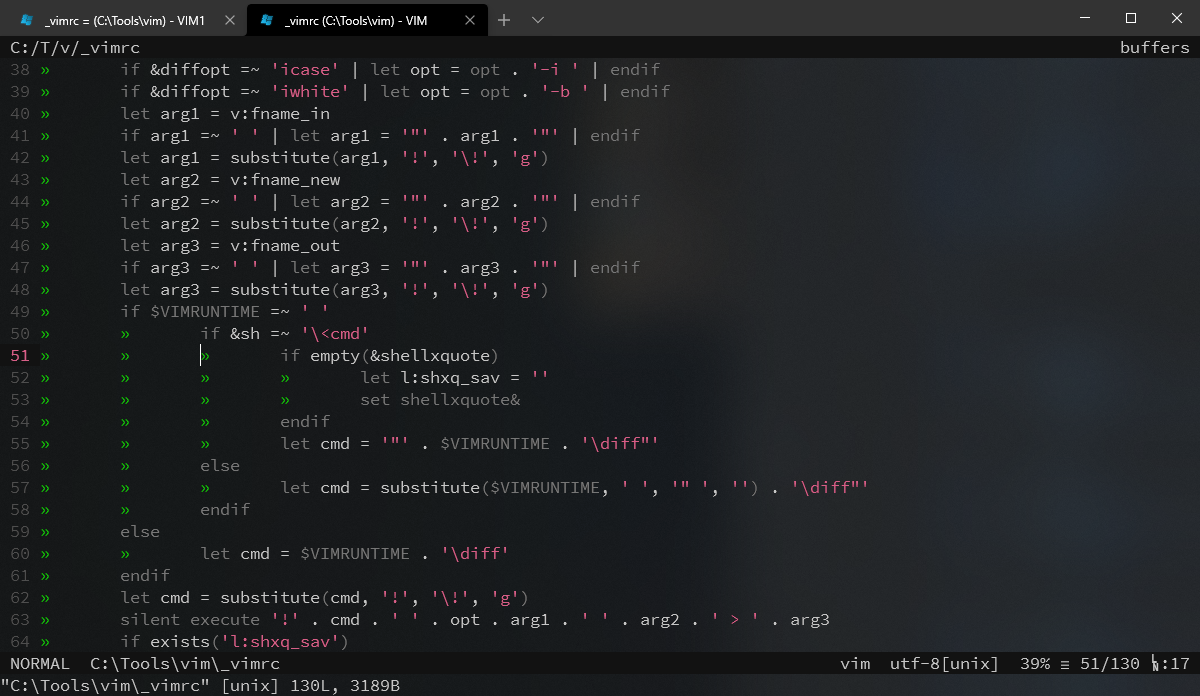 _vimrc = (C:\Tools\vim) - VIM1
_vimrc (C:\Tools\vim) - VIM
C:/T/v/_vimrc buffers
38 » if &diffopt =~ 'icase' | let opt = opt . '-i ' | endif
39 » if &diffopt =~ 'iwhite' | let opt = opt . '-b ' | endif
40 » let arg1 = v:fname_in
41 » if arg1 =~ ' ' | let arg1 = '"' . arg1 . '"' | endif
42 » let arg1 = substitute(arg1, '!', '\!', 'g')
43 » let arg2 = v:fname_new
44 » if arg2 =~ ' ' | let arg2 = '"' . arg2 . '"' | endif
45 » let arg2 = substitute(arg2, '!', '\!', 'g')
46 » let arg3 = v:fname_out
47 » if arg3 =~ ' ' | let arg3 = '"' . arg3 . '"' | endif
48 » let arg3 = substitute(arg3, '!', '\!', 'g')
49 » if $VIMRUNTIME =~ ' '
50 » » if &sh =~ '\<cmd'
51 » » » if empty(&shellxquote)
52 » » » » let l:shxq_sav = ''
53 » » » » set shellxquote&
54 » » » endif
55 » » » let cmd = '"' . $VIMRUNTIME . '\diff"'
56 » » else
57 » » » let cmd = substitute($VIMRUNTIME, ' ', '" ', '') . '\diff"'
58 » » endif
59 » else
60 » » let cmd = $VIMRUNTIME . '\diff'
61 » endif
62 » let cmd = substitute(cmd, '!', '\!', 'g')
63 » silent execute '!' . cmd . ' ' . opt . arg1 . ' ' . arg2 . ' > ' . arg3
64 » if exists('l:shxq_sav')
NORMAL C:\Tools\vim\_vimrc vim utf-8[unix] 39% ≡ 51/130 :17
"C:\Tools\vim\_vimrc" [unix] 130L, 3189B